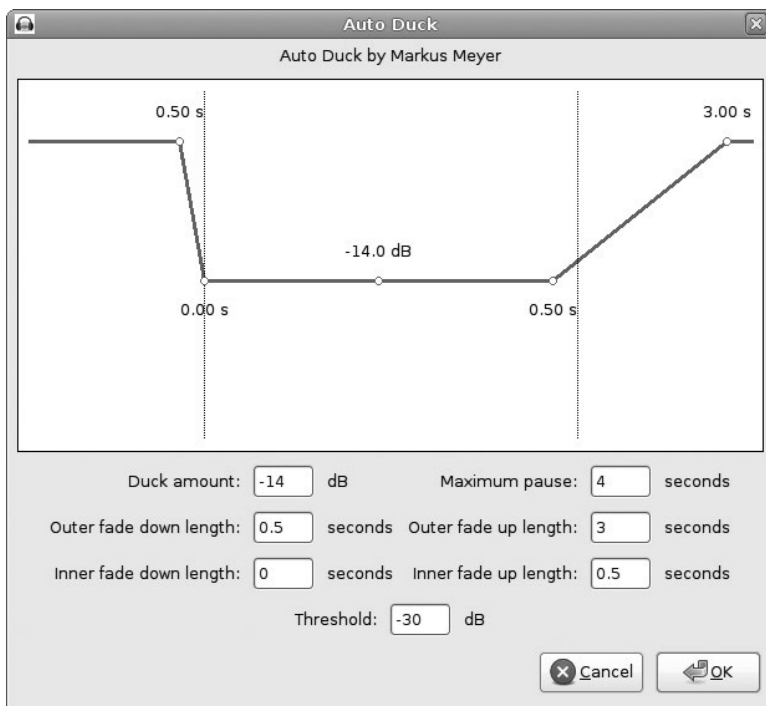 Auto Duck
Auto Duck by Markus Meyer
0.50 s
3.00 s
-14.0 dB
0.00 s
0.50 s
Duck amount: -14 dB
Maximum pause: 4 seconds
Outer fade down length: 0.5 seconds
Outer fade up length: 3 seconds
Inner fade down length: 0 seconds
Inner fade up length: 0.5 seconds
Threshold: -30 dB
Cancel
OK